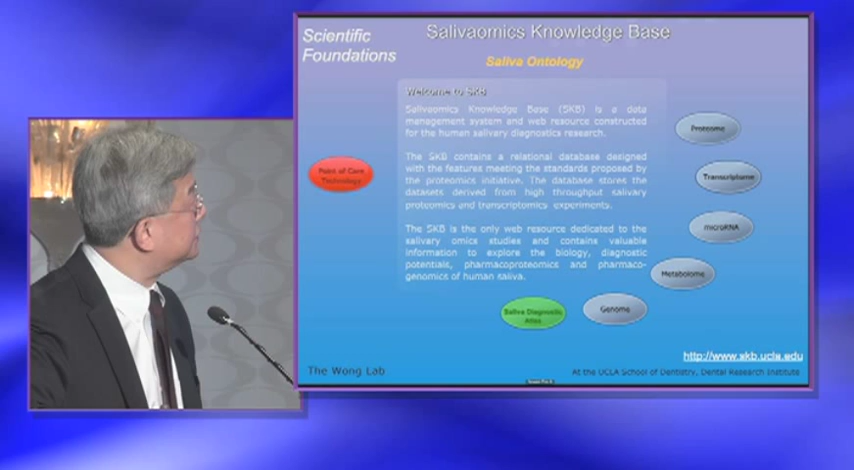 Scientific
Foundations
Salivaomics Knowledge Base
Saliva Ontology
Welcome to SKB
Salivaomics Knowledge Base (SKB) is a data
management system and web resource constructed
for the human salivary diagnostics research.
The SKB contains a relational database designed
with the features meeting the standards proposed by
the proteomics initiative. The database stores the
datasets derived from high throughput salivary
proteomics and transcriptomics experiments.
The SKB is the only web resource dedicated to the
salivary omics studies and contains valuable
information to explore the biology, diagnostic
potentials, pharmacoproteomics and pharmaco-
genomics of human saliva.
Point of Care
Technology
Proteome
Transcriptome
microRNA
Metabolome
Genome
Saliva Diagnostic
Atlas
http://www.skb.ucla.edu
The Wong Lab
At the UCLA School of Dentistry, Dental Research Institute